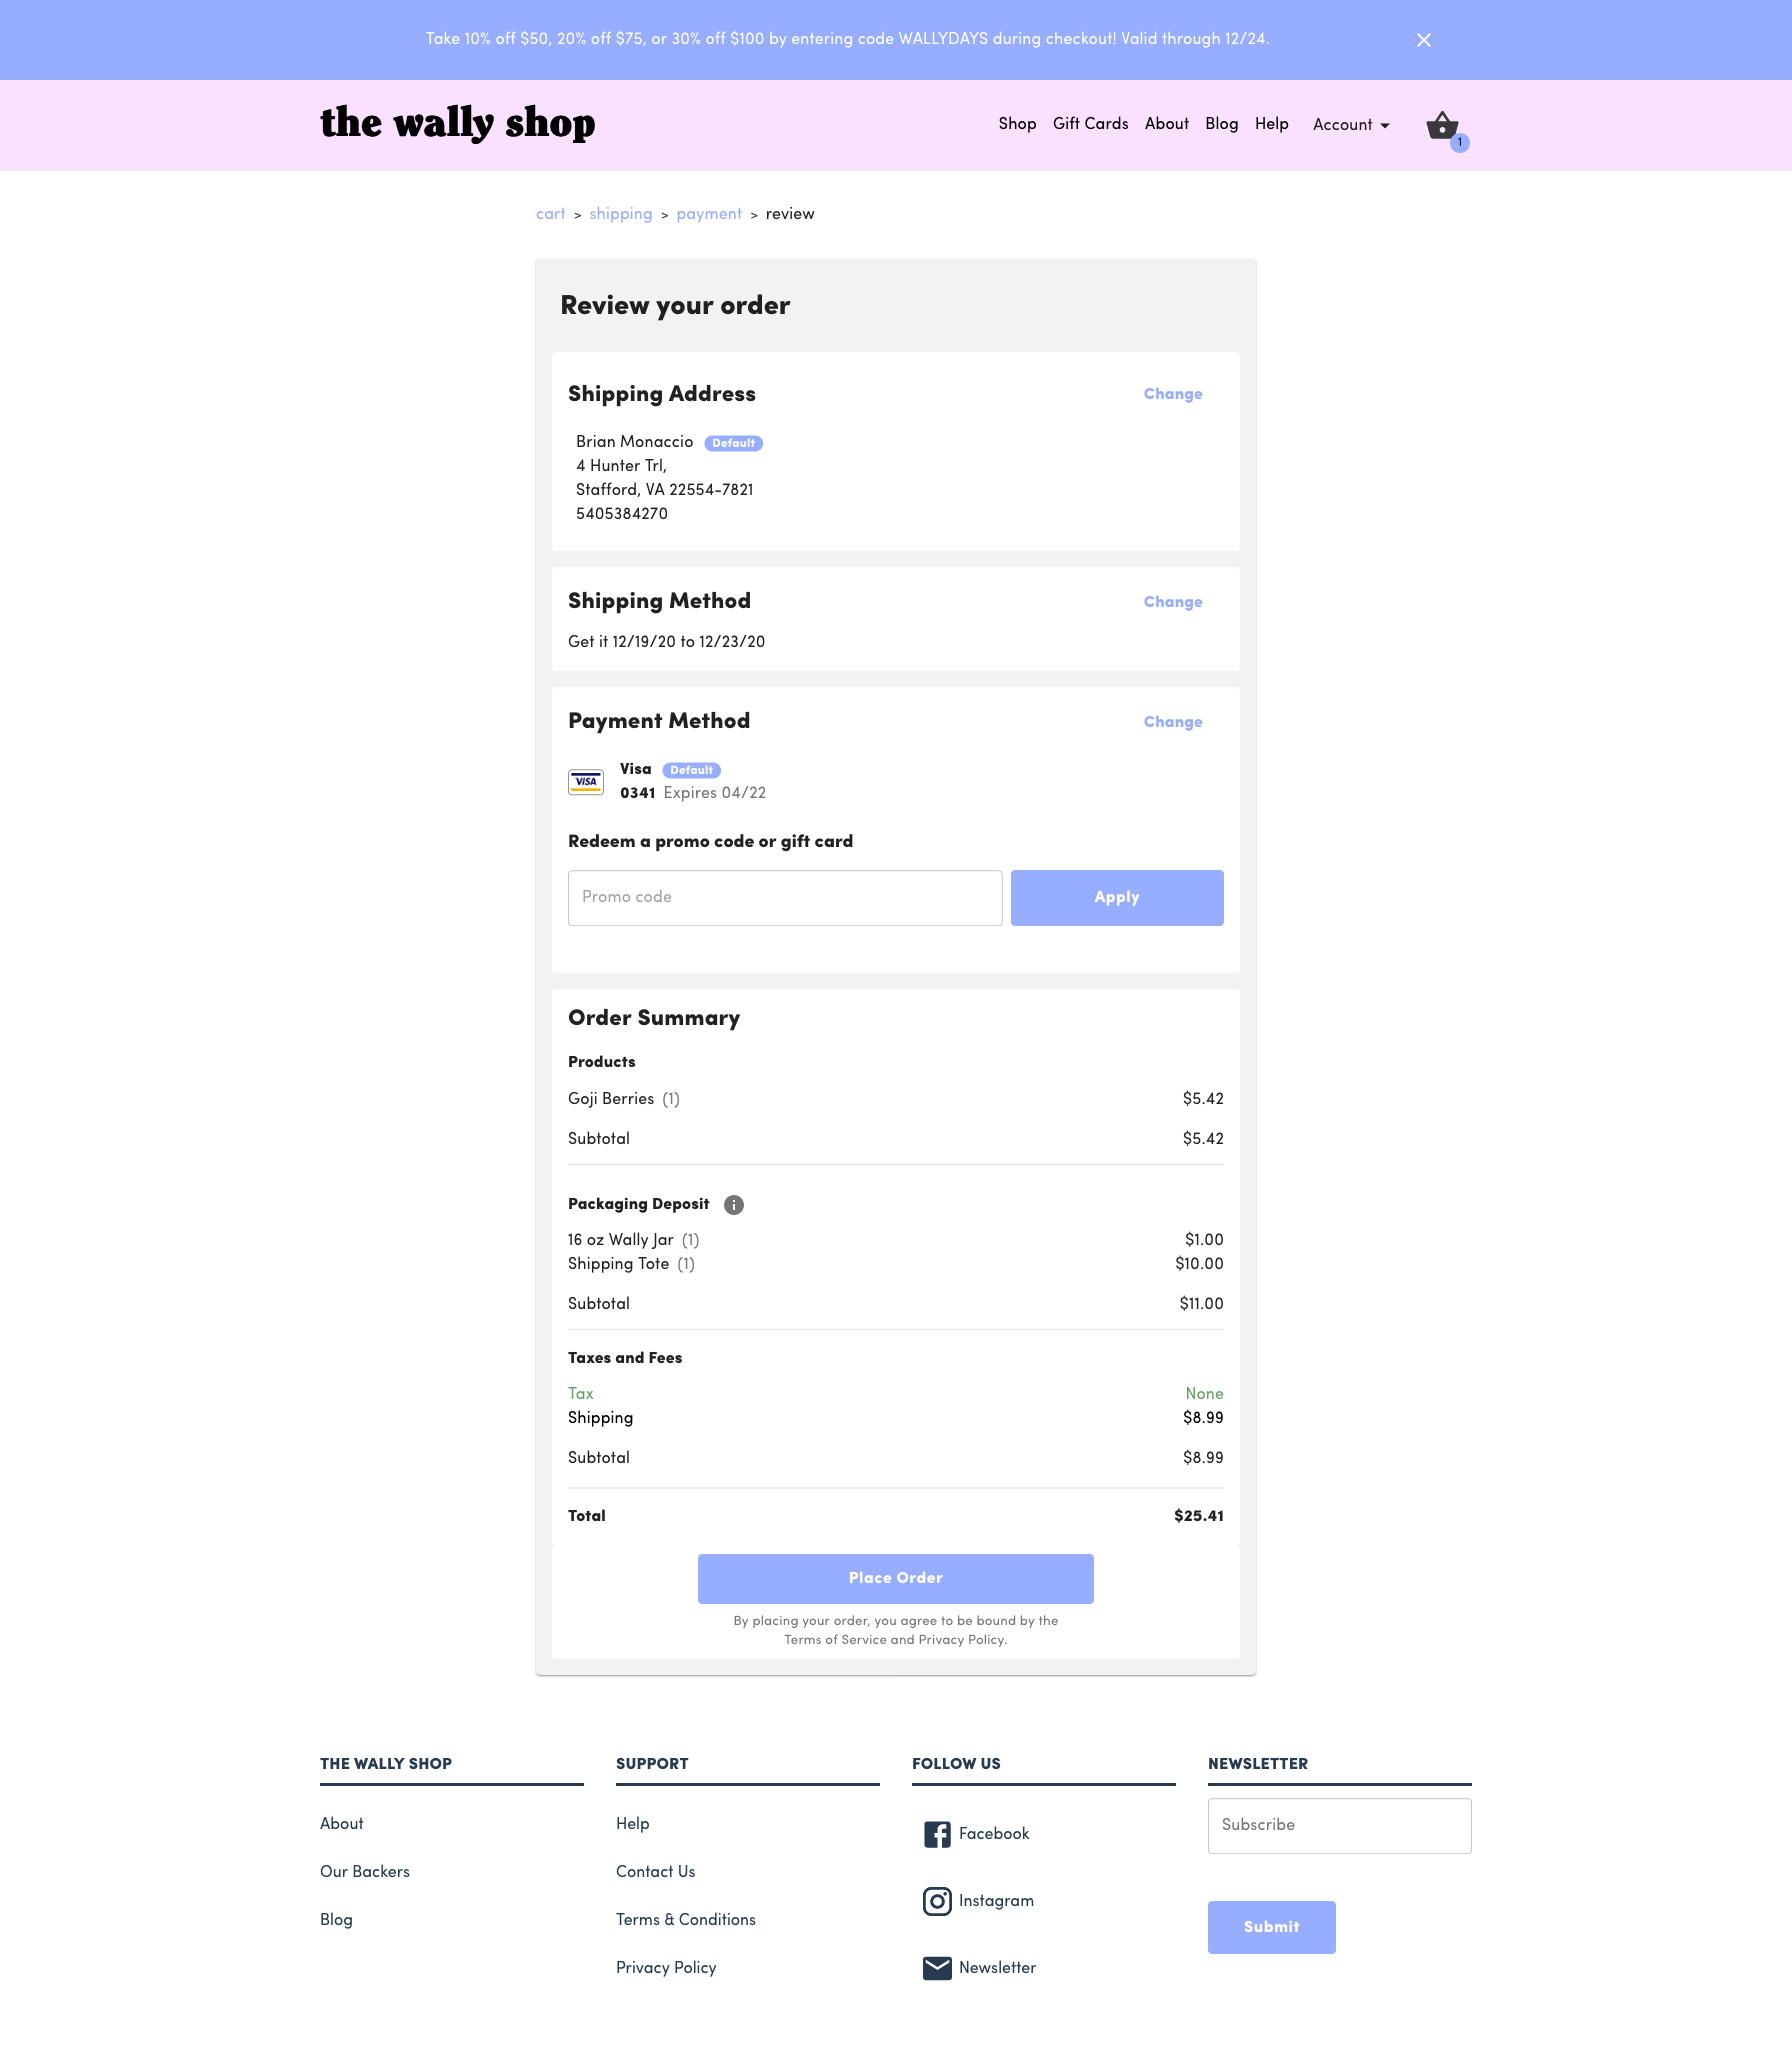 Take 10% off $50, 20% off $75, or 30% off $100 by entering code WALLYDAYS during checkout! Valid through 12/24.
the wally shop
Shop Gift Cards About Blog Help Account
1
cart > shipping > payment > review
Review your order
Shipping Address Change
Brian Monaccio Default
4 Hunter Trl,
Stafford, VA 22554-7821
5405384270
Shipping Method Change
Get it 12/19/20 to 12/23/20
Payment Method Change
VISA
Visa Default
0341 Expires 04/22
Redeem a promo code or gift card
Promo code Apply
Order Summary
Products
Goji Berries (1) $5.42
Subtotal $5.42
Packaging Deposit
16 oz Wally Jar (1) $1.00
Shipping Tote (1) $10.00
Subtotal $11.00
Taxes and Fees
Tax None
Shipping $8.99
Subtotal $8.99
Total $25.41
Place Order
By placing your order, you agree to be bound by the
Terms of Service and Privacy Policy.
THE WALLY SHOP
About
Our Backers
Blog
SUPPORT
Help
Contact Us
Terms & Conditions
Privacy Policy
FOLLOW US
Facebook
Instagram
Newsletter
NEWSLETTER
Subscribe
Submit